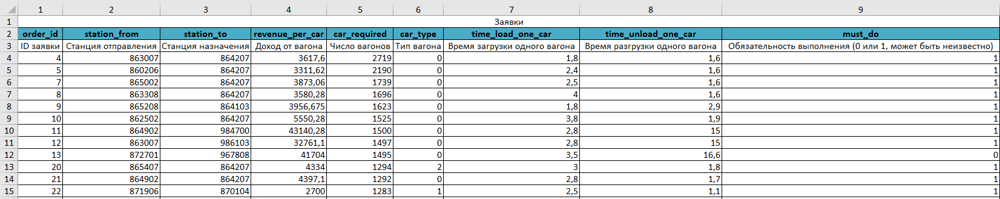 1 2 3 4 5 6 7 8 9
1 Заявки
2 order_id station_from station_to revenue_per_car car_required car_type time_load_one_car time_unload_one_car must_do
3 ID заявки Станция отправления Станция назначения Доход от вагона Число вагонов Тип вагона Время загрузки одного вагона Время разгрузки одного вагона Обязательность выполнения (0 или 1, может быть неизвестно)
4 4 863007 864207 3617,6 2719 0 1,8 1,6 1
5 5 860206 864207 3311,62 2190 0 2,4 1,6 1
6 7 865002 864207 3873,06 1739 0 2,5 1,6 1
7 8 863308 864207 3580,28 1696 0 4 1,6 1
8 9 865208 864103 3956,675 1623 0 1,8 2,9 1
9 10 862502 864207 5550,28 1525 0 3,8 1,9 1
10 11 864902 984700 43140,28 1500 0 2,8 15 1
11 12 863007 986103 32761,1 1497 0 2,8 15 1
12 13 872701 967808 41704 1495 0 3,5 16,6 0
13 20 865407 864207 4334 1294 2 3 1,8 1
14 21 864902 864207 4397,1 1292 0 2,8 1,7 1
15 22 871906 870104 2700 1283 1 2,5 1,1 1